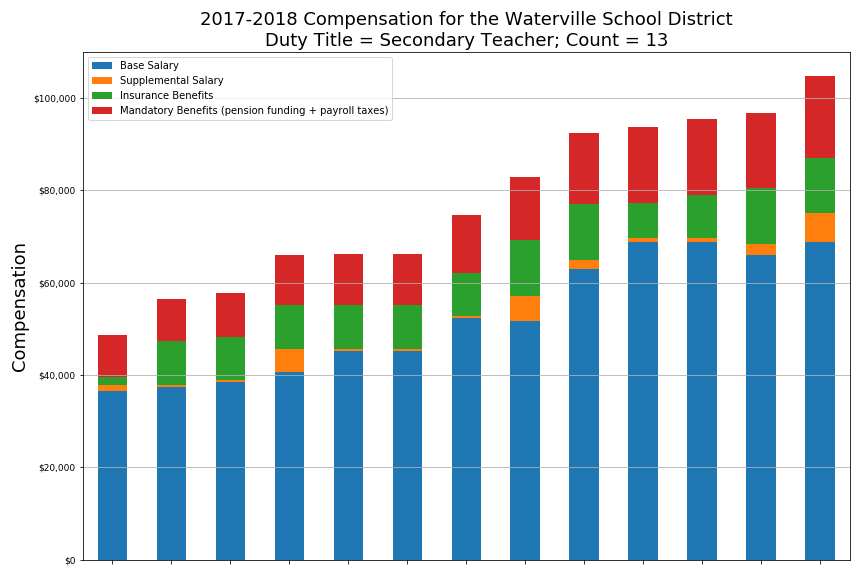 2017-2018 Compensation for the Waterville School District
Duty Title = Secondary Teacher; Count = 13
Base Salary
Supplemental Salary
Insurance Benefits
Mandatory Benefits (pension funding + payroll taxes)
$100,000
$80,000
$60,000
$40,000
$20,000
$0
Compensation